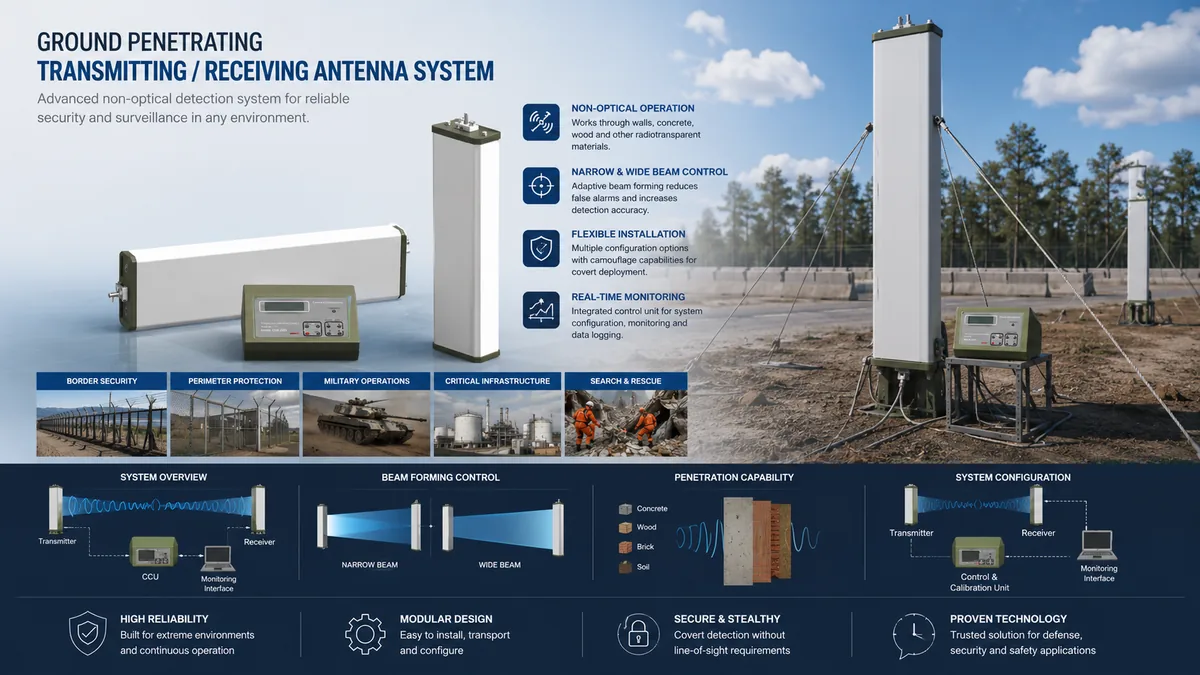 GROUND PENETRATING
TRANSMITTING / RECEIVING ANTENNA SYSTEM
Advanced non-optical detection system for reliable
security and surveillance in any environment.
NON-OPTICAL OPERATION
Works through walls, concrete,
wood and other radiotransparent
materials.
NARROW & WIDE BEAM CONTROL
Adaptive beam forming reduces
false alarms and increases
detection accuracy.
FLEXIBLE INSTALLATION
Multiple configuration options
with camouflage capabilities for
covert deployment.
REAL-TIME MONITORING
Integrated control unit for system
configuration, monitoring and
data logging.
BORDER SECURITY
PERIMETER PROTECTION
MILITARY OPERATIONS
CRITICAL INFRASTRUCTURE
SEARCH & RESCUE
SYSTEM OVERVIEW
Transmitter
Receiver
CCU
Monitoring
Interface
BEAM FORMING CONTROL
NARROW BEAM
WIDE BEAM
PENETRATION CAPABILITY
Concrete
Wood
Brick
Soil
SYSTEM CONFIGURATION
Transmitter
Receiver
Control &
Calibration Unit
Monitoring
Interface
HIGH RELIABILITY
Built for extreme environments
and continuous operation
MODULAR DESIGN
Easy to install, transport
and configure
SECURE & STEALTHY
Covert detection without
line-of-sight requirements
PROVEN TECHNOLOGY
Trusted solution for defense,
security and safety applications